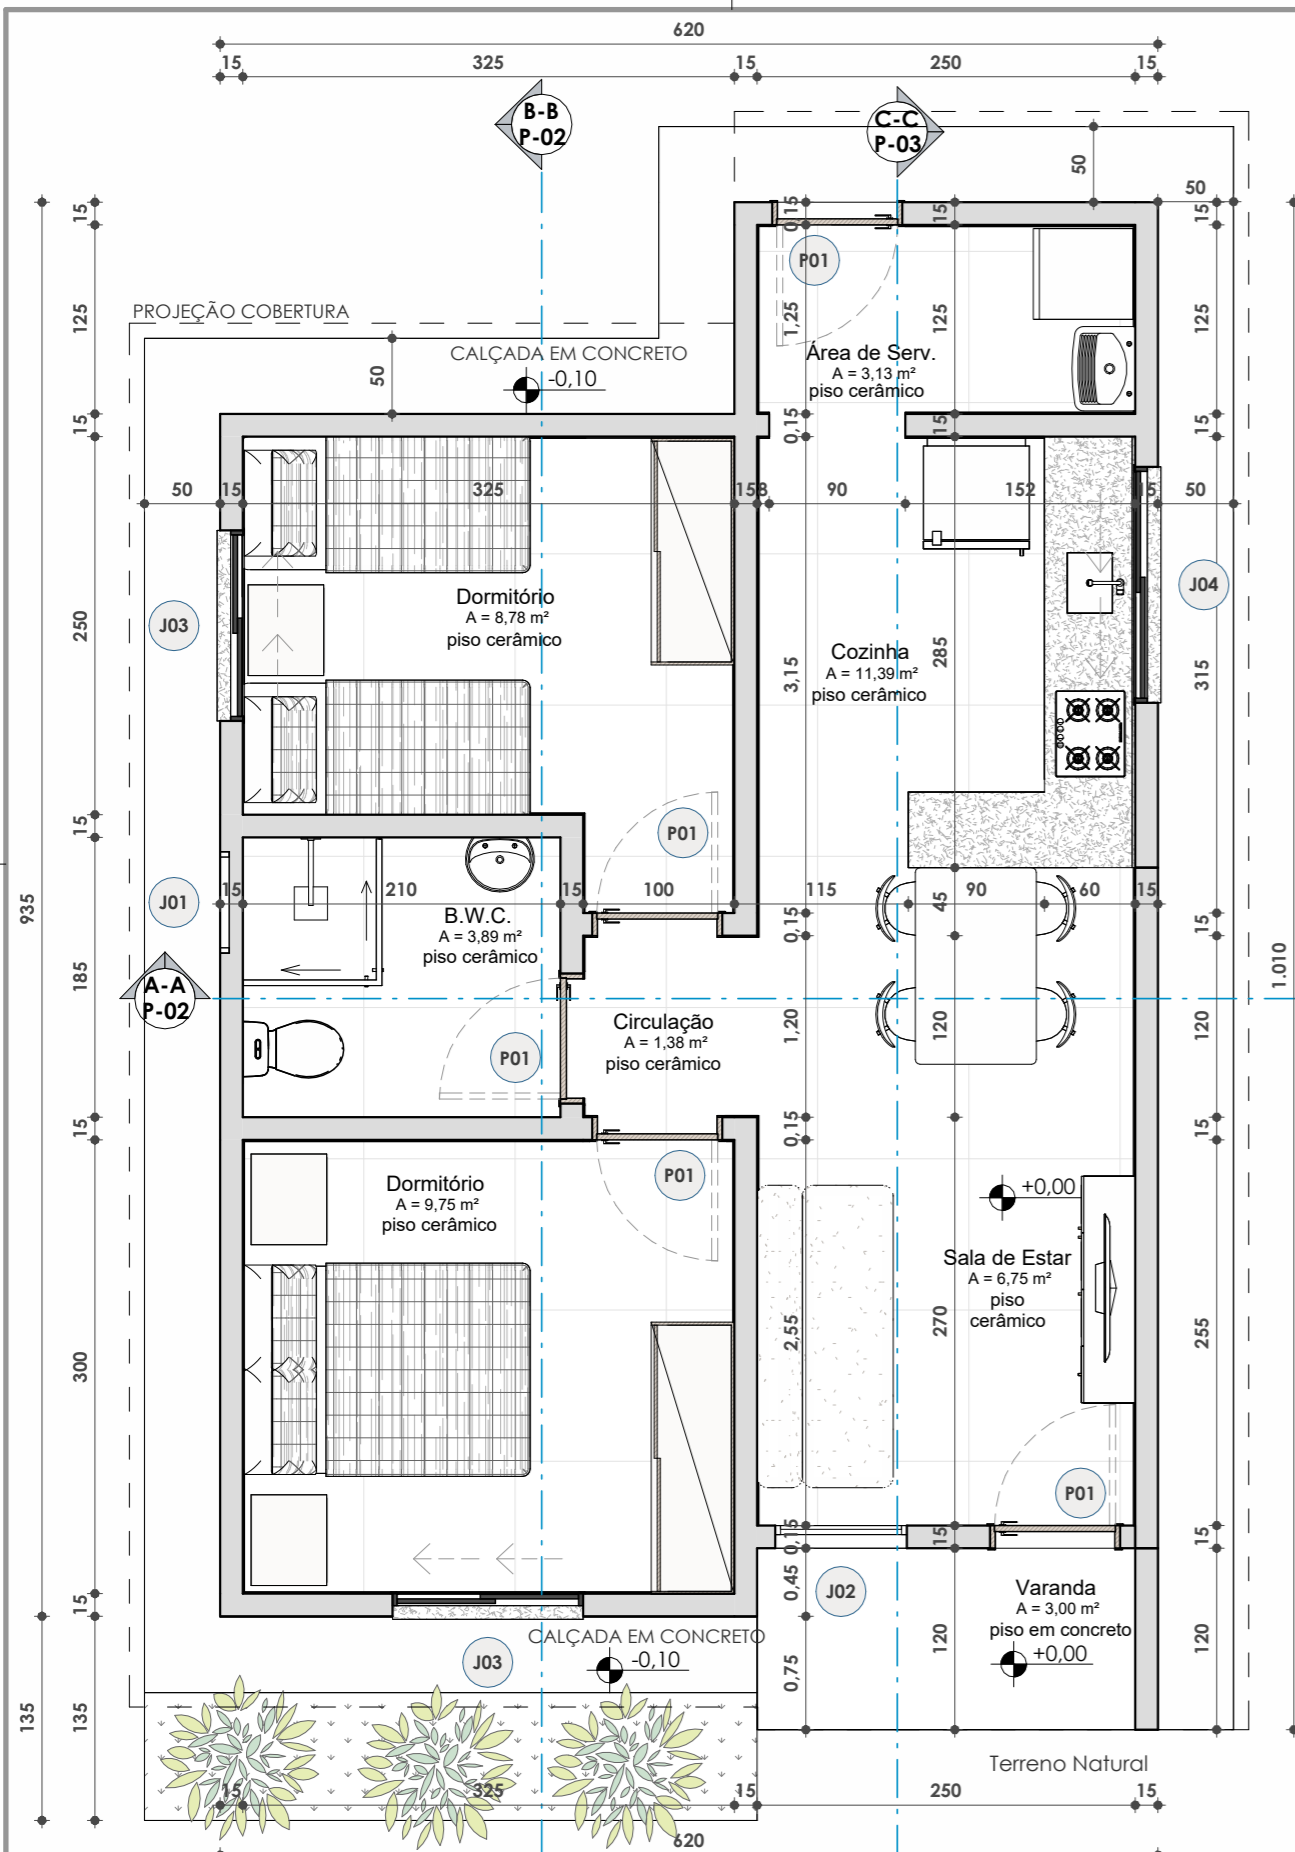 620
15 325 15 250 15
B-B
P-02
C-C
P-03
50
50
15
0,15
15
15
P01
PROJEÇÃO COBERTURA
125
1,25
125
125
CALÇADA EM CONCRETO
-0,10
50
Área de Serv.
A = 3,13 m²
piso cerâmico
15
0,15
15
15
50 15 325 15 8 90 152 15 50
J03
J04
250
Dormitório
A = 8,78 m²
piso cerâmico
3,15
285
315
Cozinha
A = 11,39 m²
piso cerâmico
15
P01
935
J01
15 210 15 100 115 45 90 60 15
B.W.C.
A = 3,89 m²
piso cerâmico
0,15
15
185
A-A
P-02
1.010
Circulação
A = 1,38 m²
piso cerâmico
1,20
120
120
P01
15
0,15
15
P01
Dormitório
A = 9,75 m²
piso cerâmico
+0,00
Sala de Estar
A = 6,75 m²
piso
cerâmico
300
2,55
270
255
P01
0,15
15
15
15
0,45
J02
Varanda
A = 3,00 m²
piso em concreto
+0,00
CALÇADA EM CONCRETO
-0,10
J03
120
120
0,75
135
135
Terreno Natural
15 325 15 250 15
620